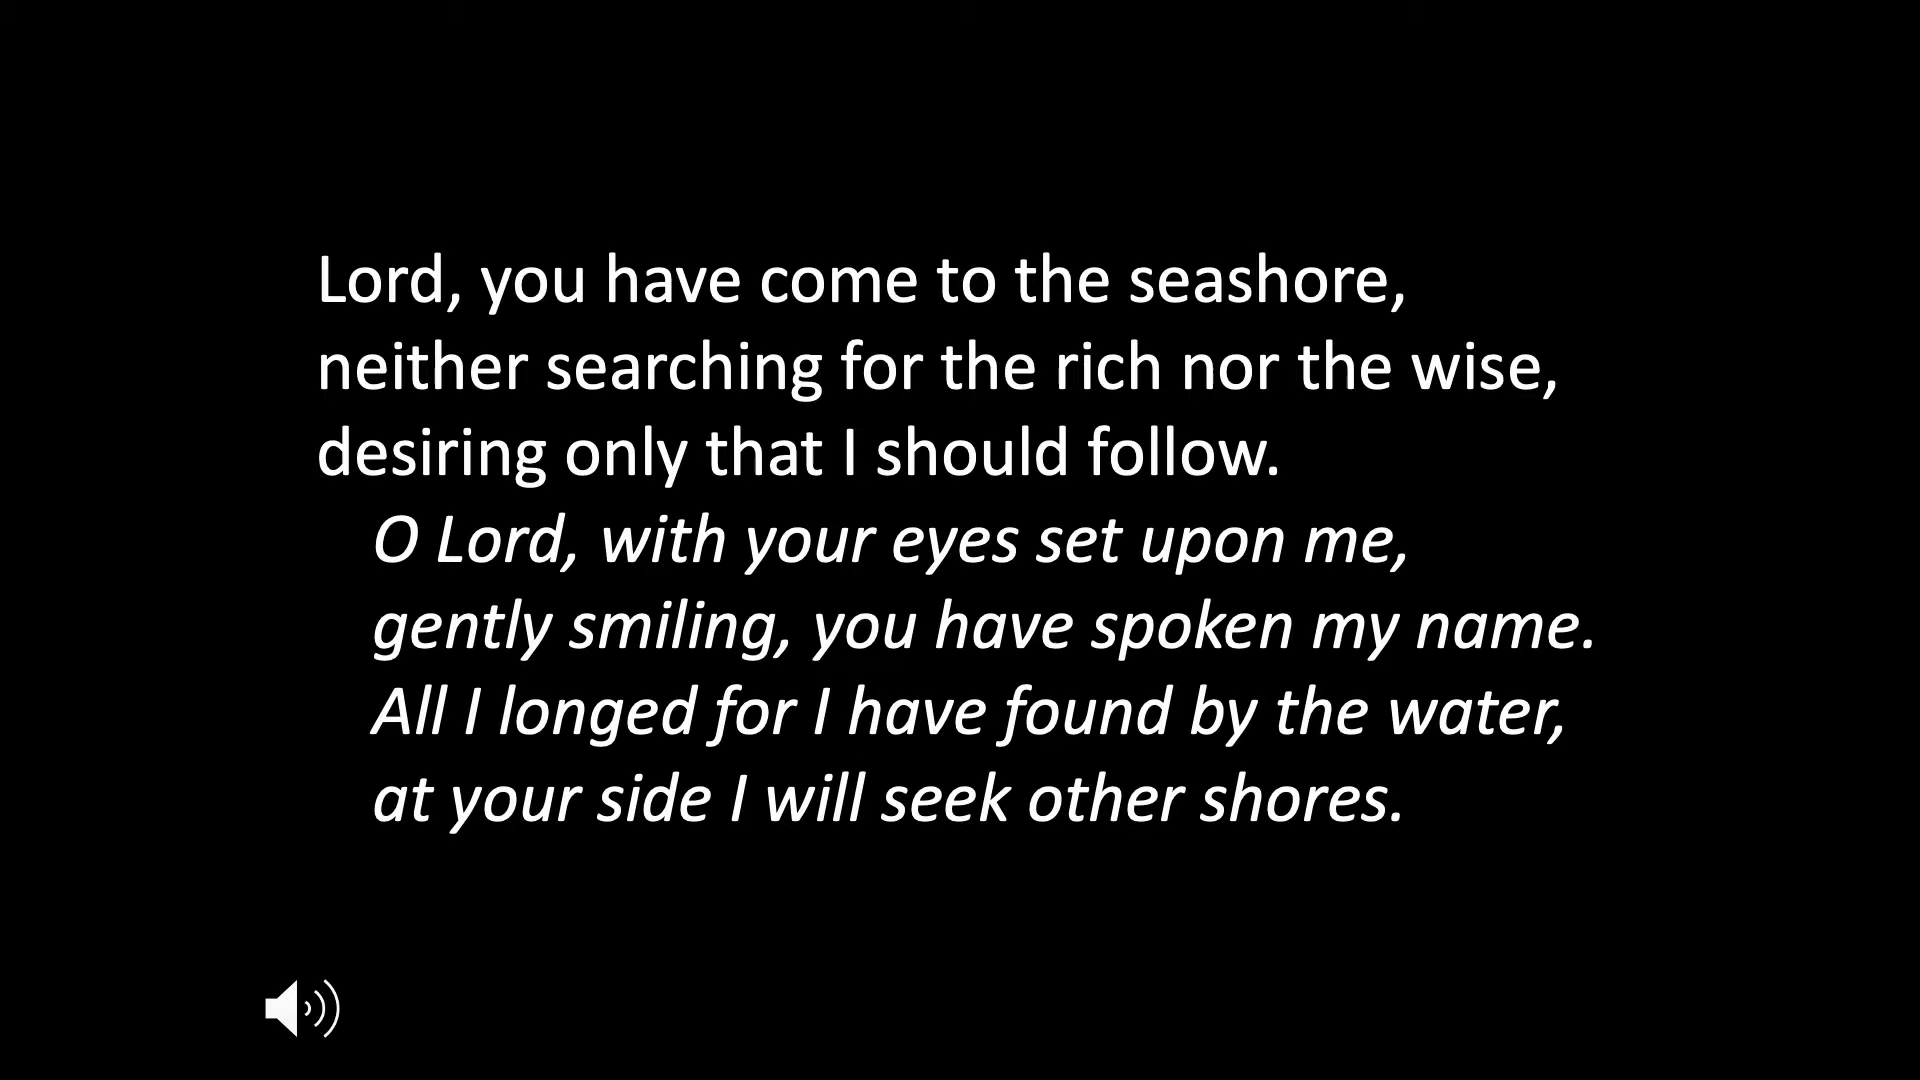 Lord, you have come to the seashore,
neither searching for the rich nor the wise,
desiring only that I should follow.
O Lord, with your eyes set upon me,
gently smiling, you have spoken my name.
All I longed for I have found by the water,
at your side I will seek other shores.